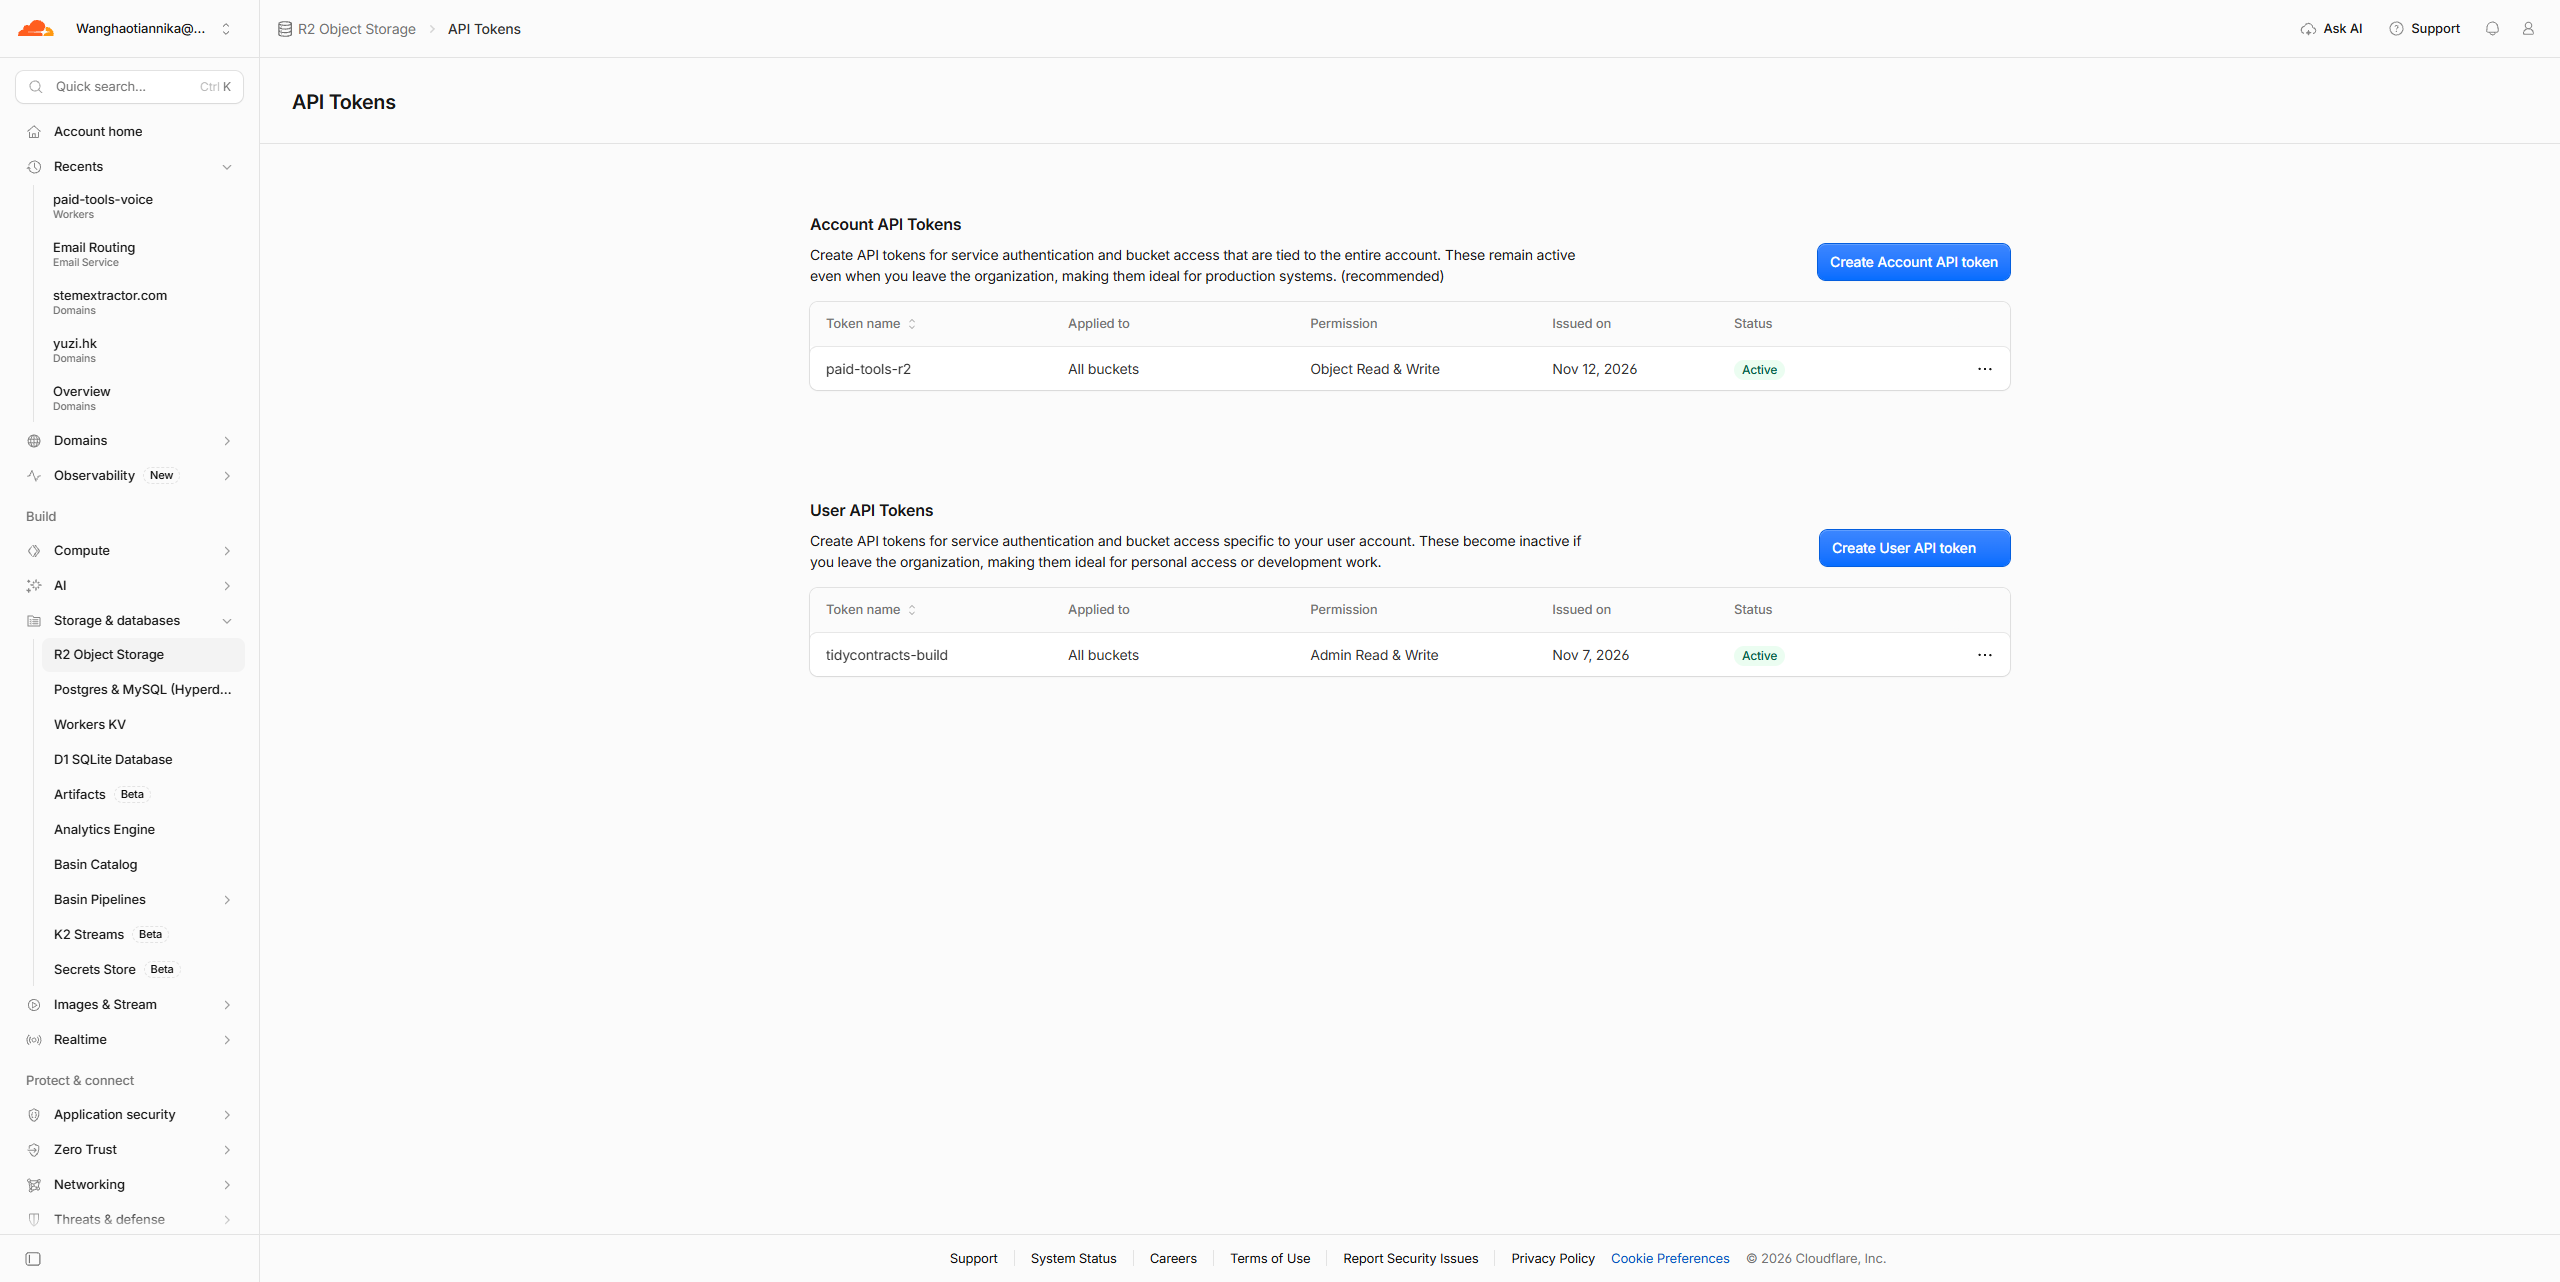 Wanghaotiannika@...
R2 Object Storage
API Tokens
Ask AI
Support
Quick search...
Ctrl K
Account home
Recents
paid-tools-voice
Workers
Email Routing
Email Service
stemextractor.com
Domains
yuzi.hk
Domains
Overview
Domains
Domains
Observability New
Build
Compute
AI
Storage & databases
R2 Object Storage
Postgres & MySQL (Hyperd...
Workers KV
D1 SQLite Database
Artifacts Beta
Analytics Engine
Basin Catalog
Basin Pipelines
K2 Streams Beta
Secrets Store Beta
Images & Stream
Realtime
Protect & connect
Application security
Zero Trust
Networking
Threats & defense
API Tokens
Account API Tokens
Create API tokens for service authentication and bucket access that are tied to the entire account. These remain active
even when you leave the organization, making them ideal for production systems. (recommended)
Create Account API token
Token name Applied to Permission Issued on Status
paid-tools-r2 All buckets Object Read & Write Nov 12, 2026 Active
User API Tokens
Create API tokens for service authentication and bucket access specific to your user account. These become inactive if
you leave the organization, making them ideal for personal access or development work.
Create User API token
Token name Applied to Permission Issued on Status
tidycontracts-build All buckets Admin Read & Write Nov 7, 2026 Active
Support System Status Careers Terms of Use Report Security Issues Privacy Policy Cookie Preferences © 2026 Cloudflare, Inc.